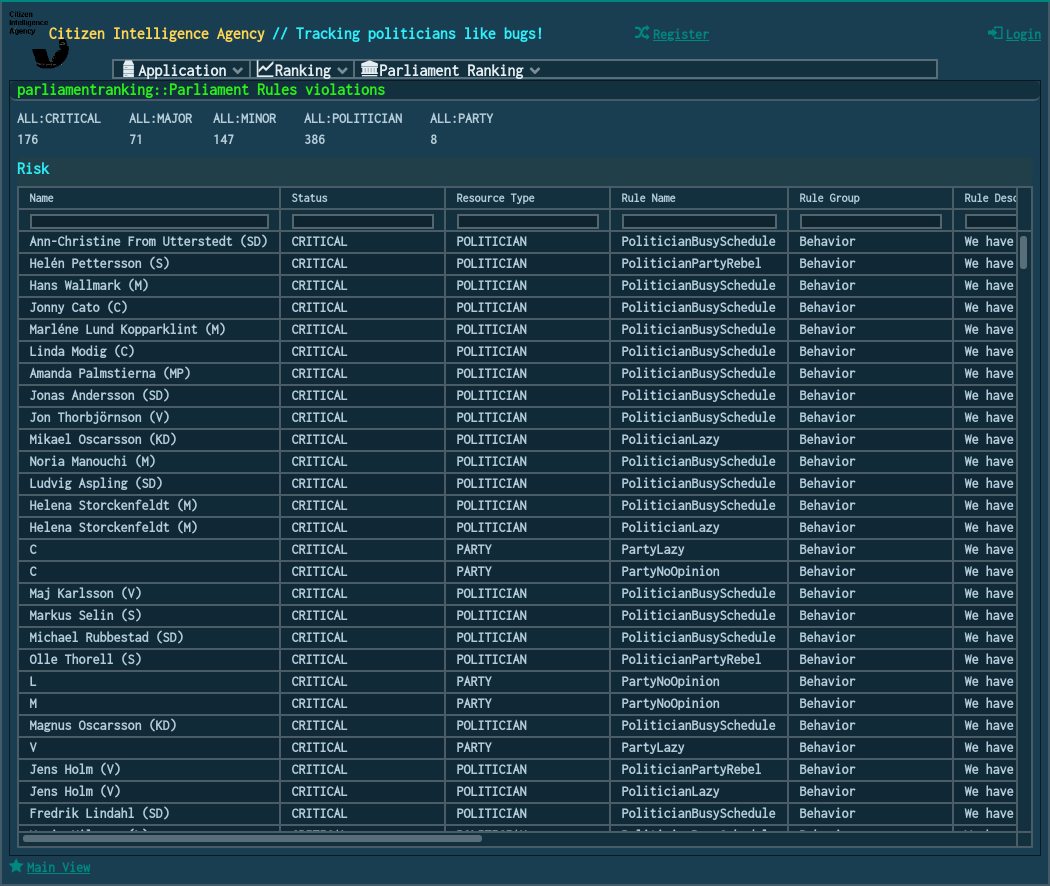 Citizen
Intelligence
Agency
Citizen Intelligence Agency // Tracking politicians like bugs!
Register
Login
Application
Ranking
Parliament Ranking
parliamentranking::Parliament Rules violations
ALL:CRITICAL ALL:MAJOR ALL:MINOR ALL:POLITICIAN ALL:PARTY
176 71 147 386 8
Risk
Name Status Resource Type Rule Name Rule Group Rule Desc
Ann-Christine From Utterstedt (SD) CRITICAL POLITICIAN PoliticianBusySchedule Behavior We have
Helén Pettersson (S) CRITICAL POLITICIAN PoliticianPartyRebel Behavior We have
Hans Wallmark (M) CRITICAL POLITICIAN PoliticianBusySchedule Behavior We have
Jonny Cato (C) CRITICAL POLITICIAN PoliticianBusySchedule Behavior We have
Marléne Lund Kopparklint (M) CRITICAL POLITICIAN PoliticianBusySchedule Behavior We have
Linda Modig (C) CRITICAL POLITICIAN PoliticianBusySchedule Behavior We have
Amanda Palmstierna (MP) CRITICAL POLITICIAN PoliticianBusySchedule Behavior We have
Jonas Andersson (SD) CRITICAL POLITICIAN PoliticianBusySchedule Behavior We have
Jon Thorbjörnson (V) CRITICAL POLITICIAN PoliticianBusySchedule Behavior We have
Mikael Oscarsson (KD) CRITICAL POLITICIAN PoliticianLazy Behavior We have
Noria Manouchi (M) CRITICAL POLITICIAN PoliticianBusySchedule Behavior We have
Ludvig Aspling (SD) CRITICAL POLITICIAN PoliticianBusySchedule Behavior We have
Helena Storckenfeldt (M) CRITICAL POLITICIAN PoliticianBusySchedule Behavior We have
Helena Storckenfeldt (M) CRITICAL POLITICIAN PoliticianLazy Behavior We have
C CRITICAL PARTY PartyLazy Behavior We have
C CRITICAL PARTY PartyNoOpinion Behavior We have
Maj Karlsson (V) CRITICAL POLITICIAN PoliticianBusySchedule Behavior We have
Markus Selin (S) CRITICAL POLITICIAN PoliticianBusySchedule Behavior We have
Michael Rubbestad (SD) CRITICAL POLITICIAN PoliticianBusySchedule Behavior We have
Olle Thorell (S) CRITICAL POLITICIAN PoliticianPartyRebel Behavior We have
L CRITICAL PARTY PartyNoOpinion Behavior We have
M CRITICAL PARTY PartyNoOpinion Behavior We have
Magnus Oscarsson (KD) CRITICAL POLITICIAN PoliticianBusySchedule Behavior We have
V CRITICAL PARTY PartyLazy Behavior We have
Jens Holm (V) CRITICAL POLITICIAN PoliticianPartyRebel Behavior We have
Jens Holm (V) CRITICAL POLITICIAN PoliticianLazy Behavior We have
Fredrik Lindahl (SD) CRITICAL POLITICIAN PoliticianBusySchedule Behavior We have
Main View